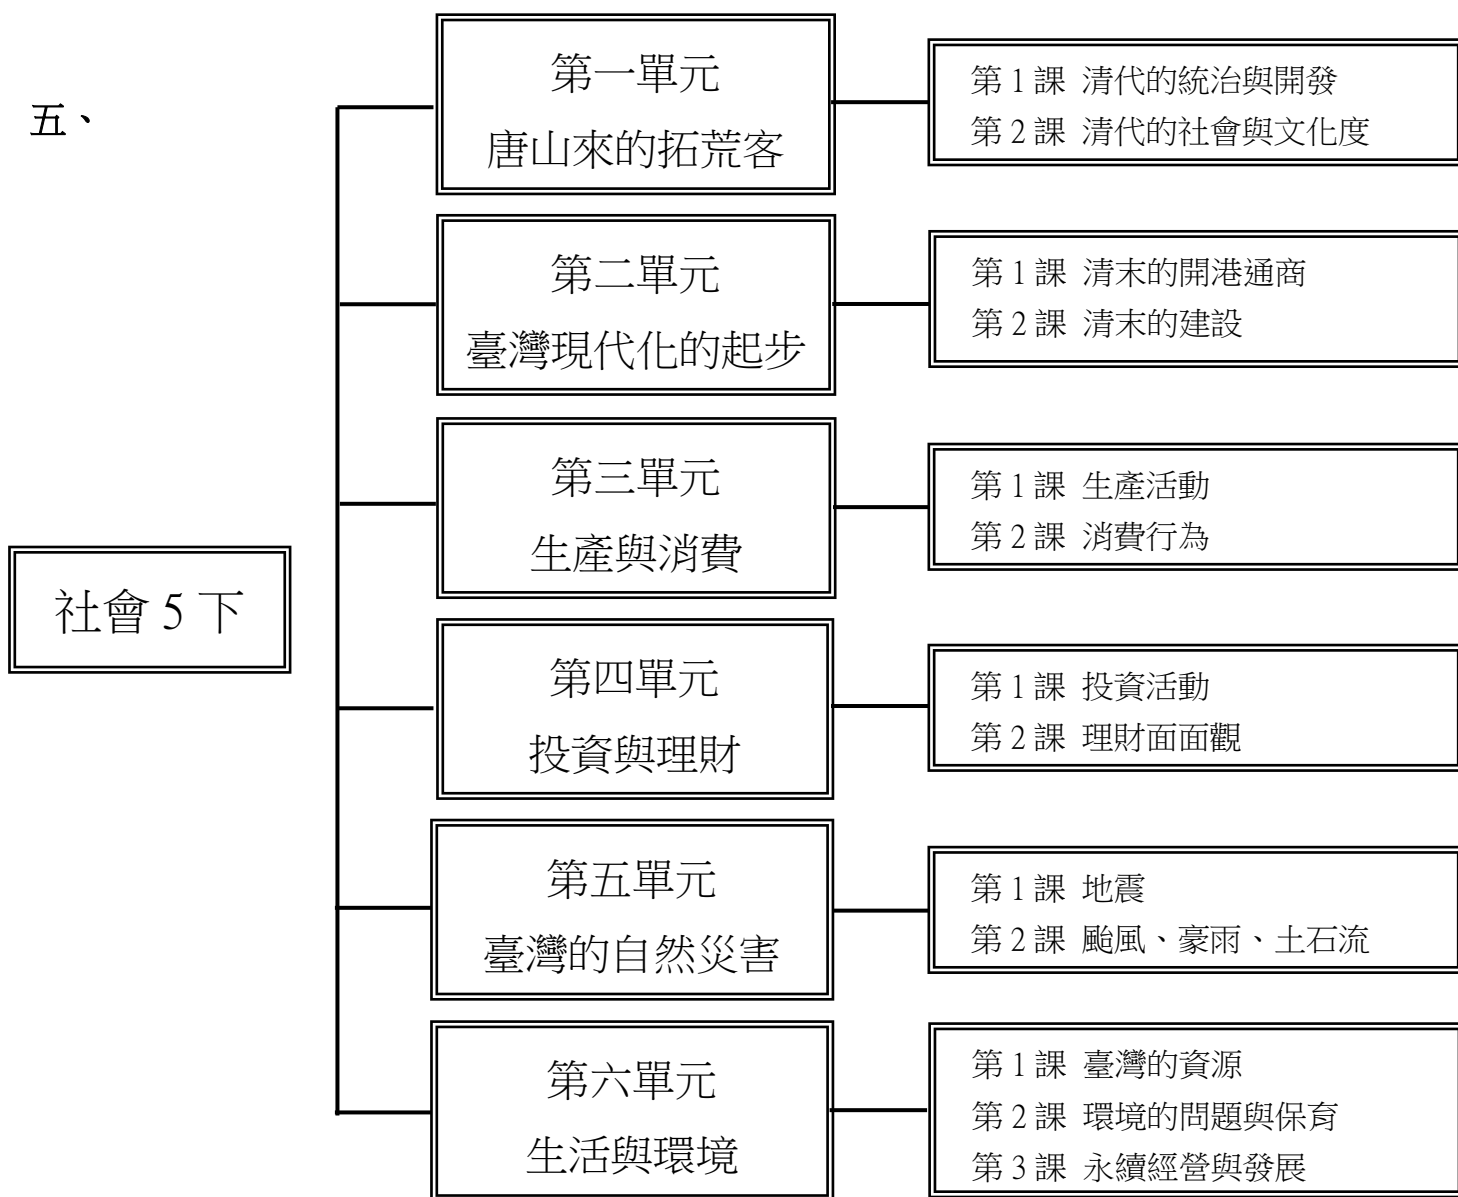 五、
社會 5 下
第一單元
唐山來的拓荒客
第 1 課 清代的統治與開發
第 2 課 清代的社會與文化度
第二單元
臺灣現代化的起步
第 1 課 清末的開港通商
第 2 課 清末的建設
第三單元
生產與消費
第 1 課 生產活動
第 2 課 消費行為
第四單元
投資與理財
第 1 課 投資活動
第 2 課 理財面面觀
第五單元
臺灣的自然災害
第 1 課 地震
第 2 課 颱風、豪雨、土石流
第六單元
生活與環境
第 1 課 臺灣的資源
第 2 課 環境的問題與保育
第 3 課 永續經營與發展